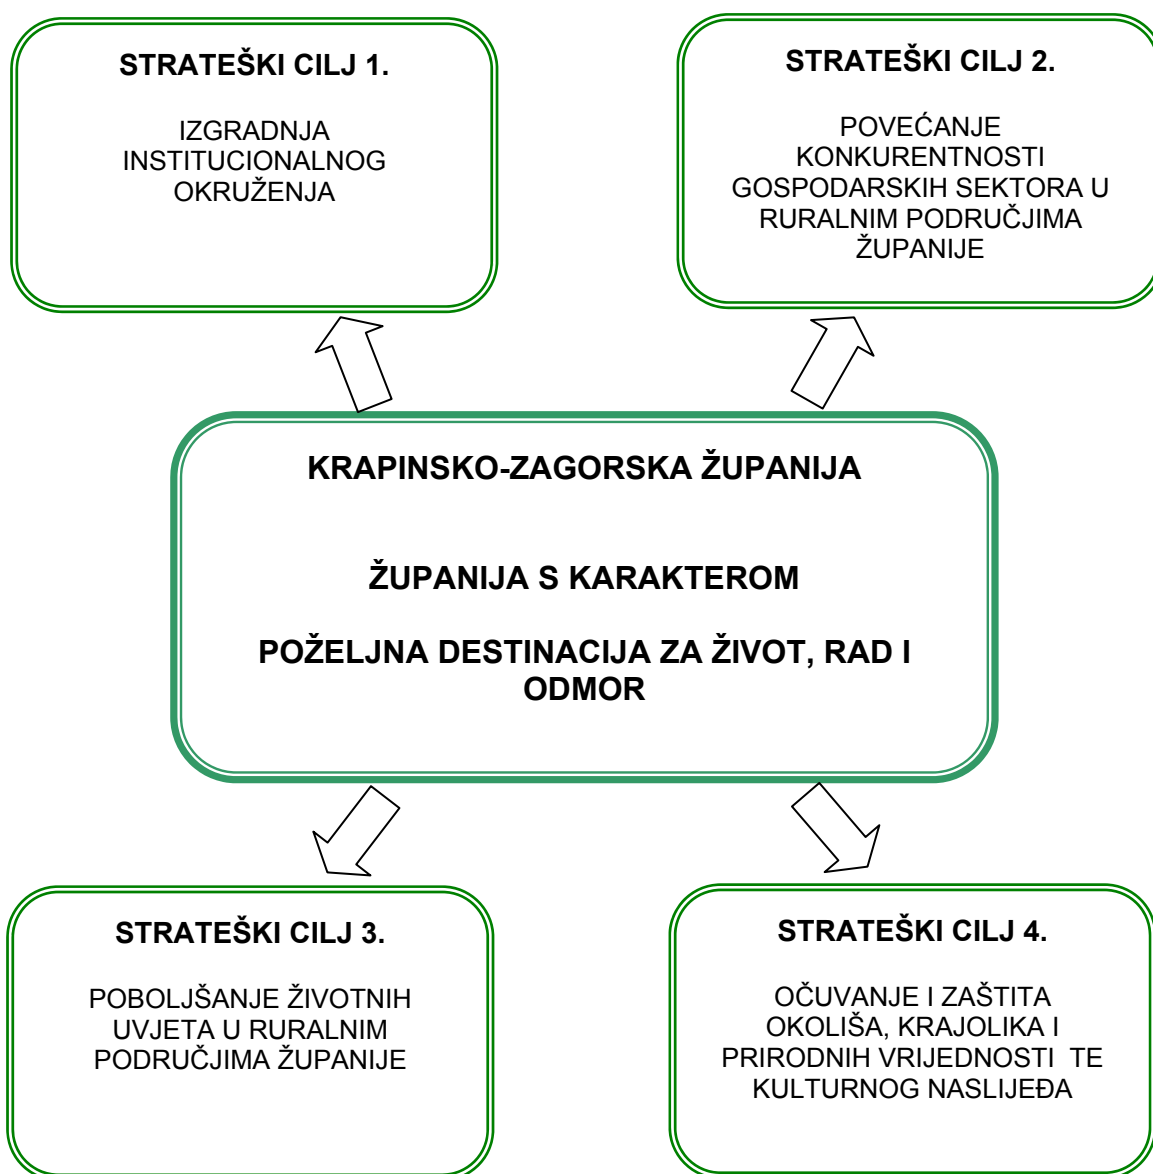 STRATEŠKI CILJ 1.
IZGRADNJA
INSTITUCIONALNOG
OKRUŽENJA
STRATEŠKI CILJ 2.
POVEĆANJE
KONKURENTNOSTI
GOSPODARSKIH SEKTORA U
RURALNIM PODRUČJIMA
ŽUPANIJE
KRAPINSKO-ZAGORSKA ŽUPANIJA
ŽUPANIJA S KARAKTEROM
POŽELJNA DESTINACIJA ZA ŽIVOT, RAD I
ODMOR
STRATEŠKI CILJ 3.
POBOLJŠANJE ŽIVOTNIH
UVJETA U RURALNIM
PODRUČJIMA ŽUPANIJE
STRATEŠKI CILJ 4.
OČUVANJE I ZAŠTITA
OKOLIŠA, KRAJOLIKA I
PRIRODNIH VRIJEDNOSTI  TE
KULTURNOG NASLIJEĐA